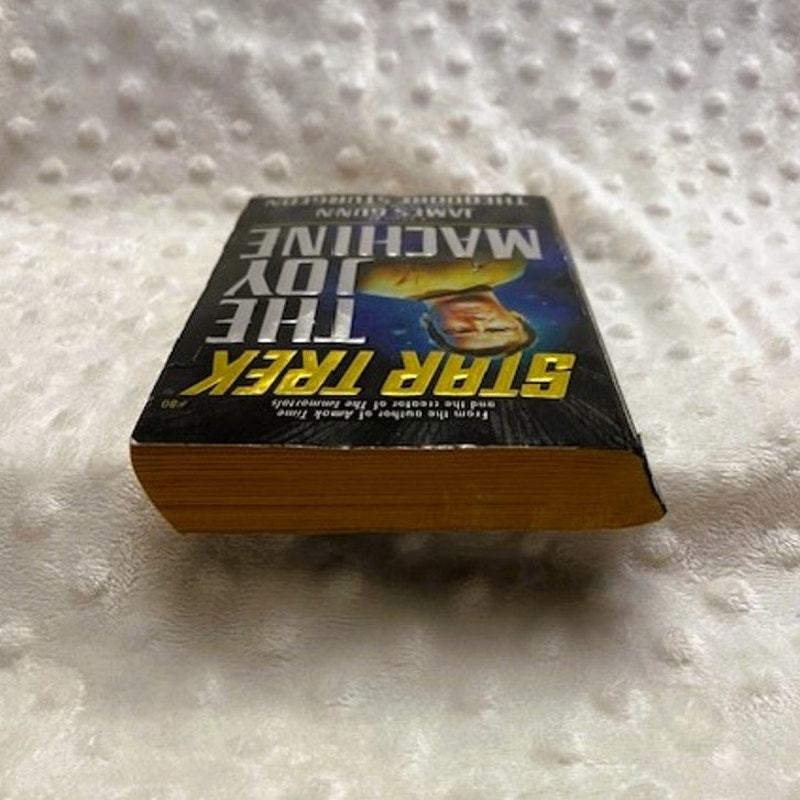 From the author of Amok Time
and the creator of The Immortals
#80
STAR TREK
THE
JOY
MACHINE
JAMES GUNN
THEODORE STURGEON